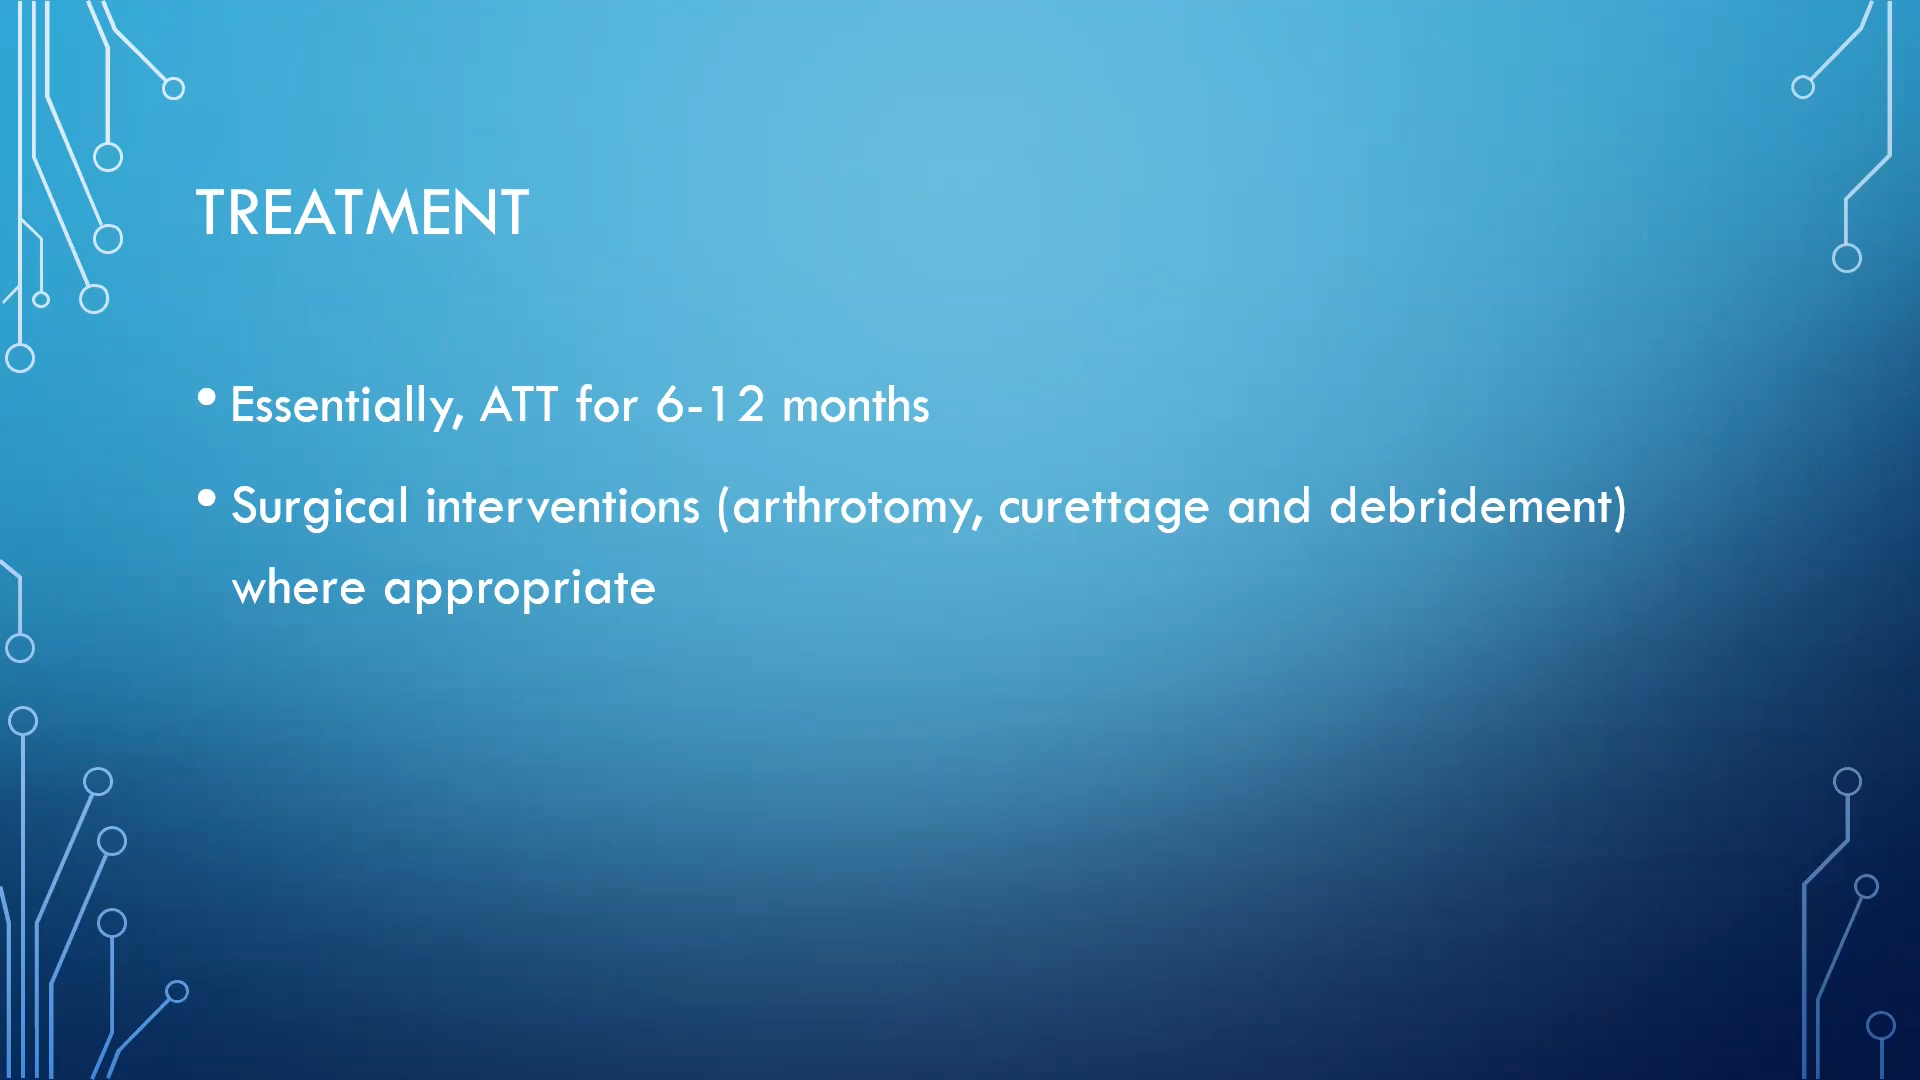 TREATMENT
• Essentially, ATT for 6-12 months
• Surgical interventions (arthrotomy, curettage and debridement)
where appropriate